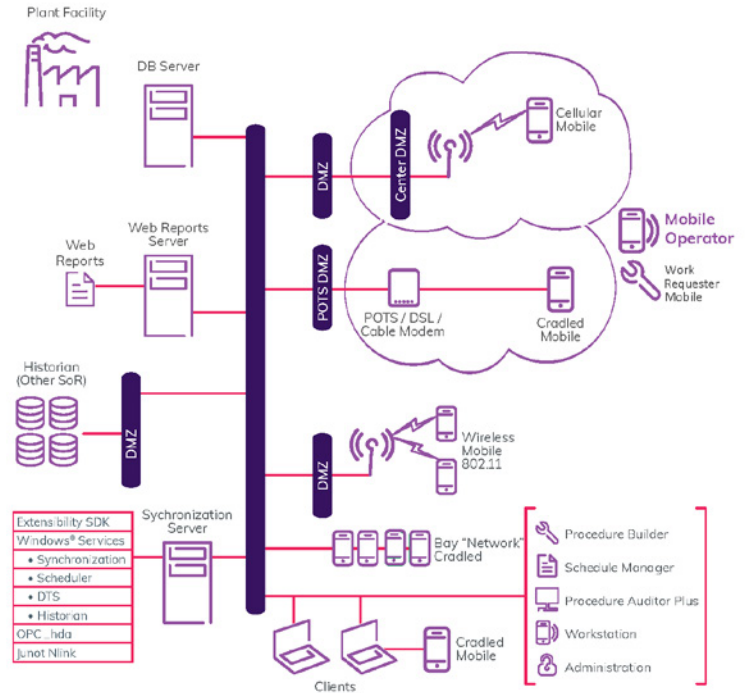 Plant Facility
DB Server
DMZ
Center DMZ
Cellular
Mobile
Web
Reports
Web Reports
Server
POTS DMZ
POTS / DSL /
Cable Modem
Cradled
Mobile
Mobile
Operator
Work
Requester
Mobile
Historian
(Other SoR)
DMZ
DMZ
Wireless
Mobile
802.11
Extensibility SDK
Windows® Services
• Synchronization
• Scheduler
• DTS
• Historian
OPC_hda
Junot Nlink
Sychronization
Server
Bay "Network"
Cradled
Clients
Cradled
Mobile
Procedure Builder
Schedule Manager
Procedure Auditor Plus
Workstation
Administration